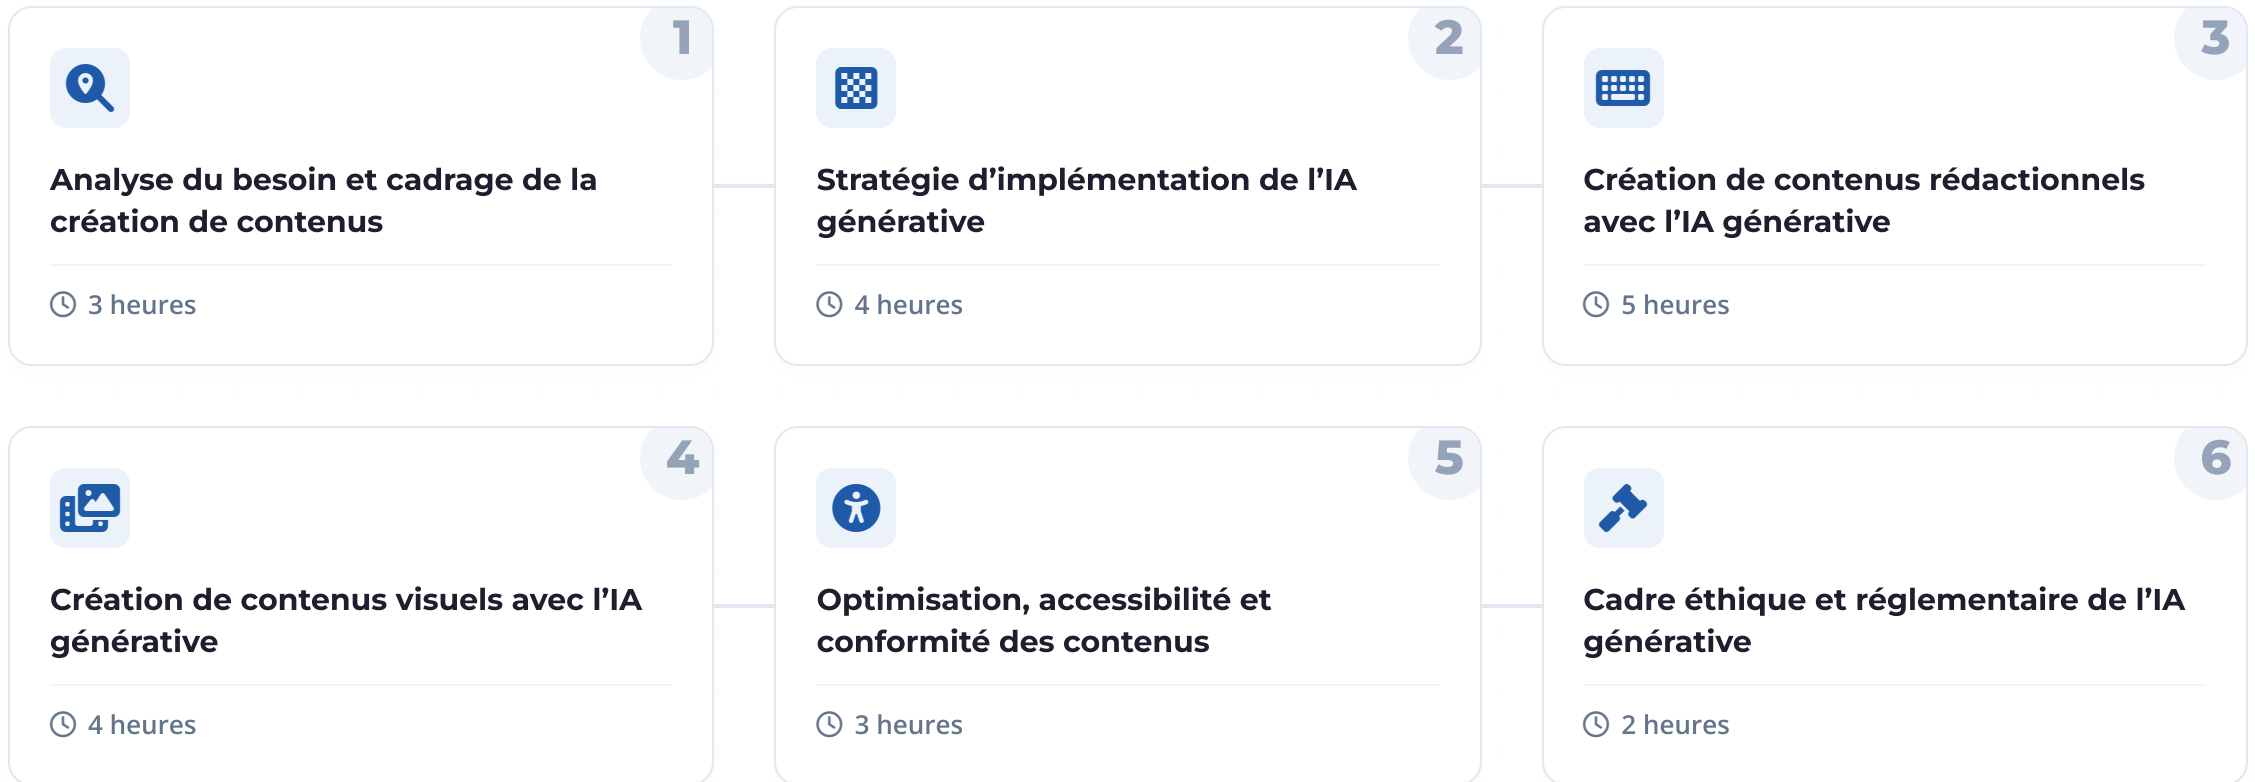 1
Analyse du besoin et cadrage de la
création de contenus
3 heures
2
Stratégie d’implémentation de l’IA
générative
4 heures
3
Création de contenus rédactionnels
avec l’IA générative
5 heures
4
Création de contenus visuels avec l’IA
générative
4 heures
5
Optimisation, accessibilité et
conformité des contenus
3 heures
6
Cadre éthique et réglementaire de l’IA
générative
2 heures